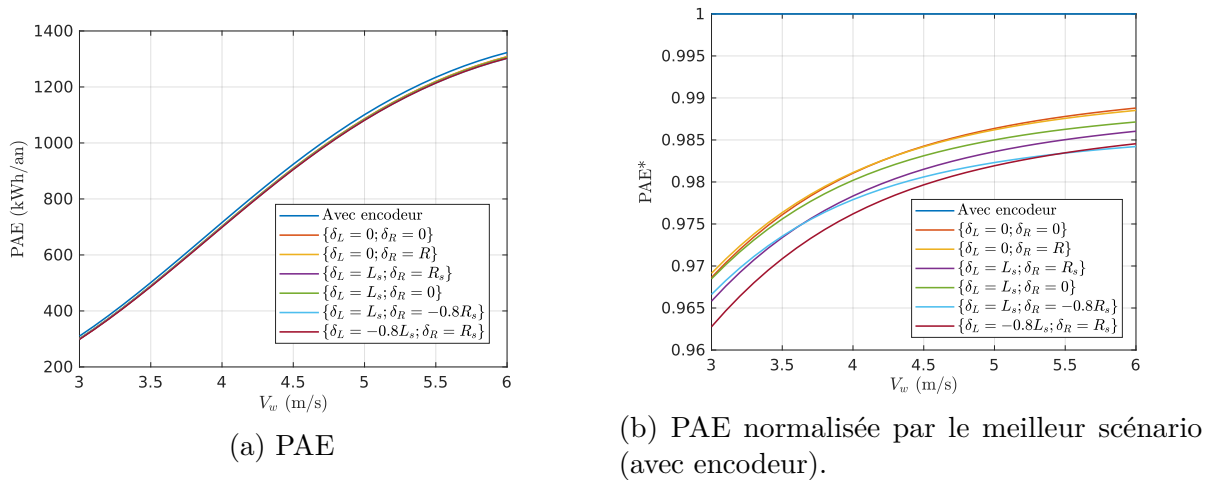 1400
1200
1000
800
600
400
200
3
3.5
4
4.5
5
5.5
6
PAE (kWh/an)
V_w (m/s)
Avec encodeur
{δ_L = 0; δ_R = 0}
{δ_L = 0; δ_R = R}
{δ_L = L_s; δ_R = R_s}
{δ_L = L_s; δ_R = 0}
{δ_L = L_s; δ_R = −0.8R_s}
{δ_L = −0.8L_s; δ_R = R_s}
(a) PAE
1
0.995
0.99
0.985
0.98
0.975
0.97
0.965
0.96
3
3.5
4
4.5
5
5.5
6
PAE*
V_w (m/s)
Avec encodeur
{δ_L = 0; δ_R = 0}
{δ_L = 0; δ_R = R}
{δ_L = L_s; δ_R = R_s}
{δ_L = L_s; δ_R = 0}
{δ_L = L_s; δ_R = −0.8R_s}
{δ_L = −0.8L_s; δ_R = R_s}
(b) PAE normalisée par le meilleur scénario
(avec encodeur).